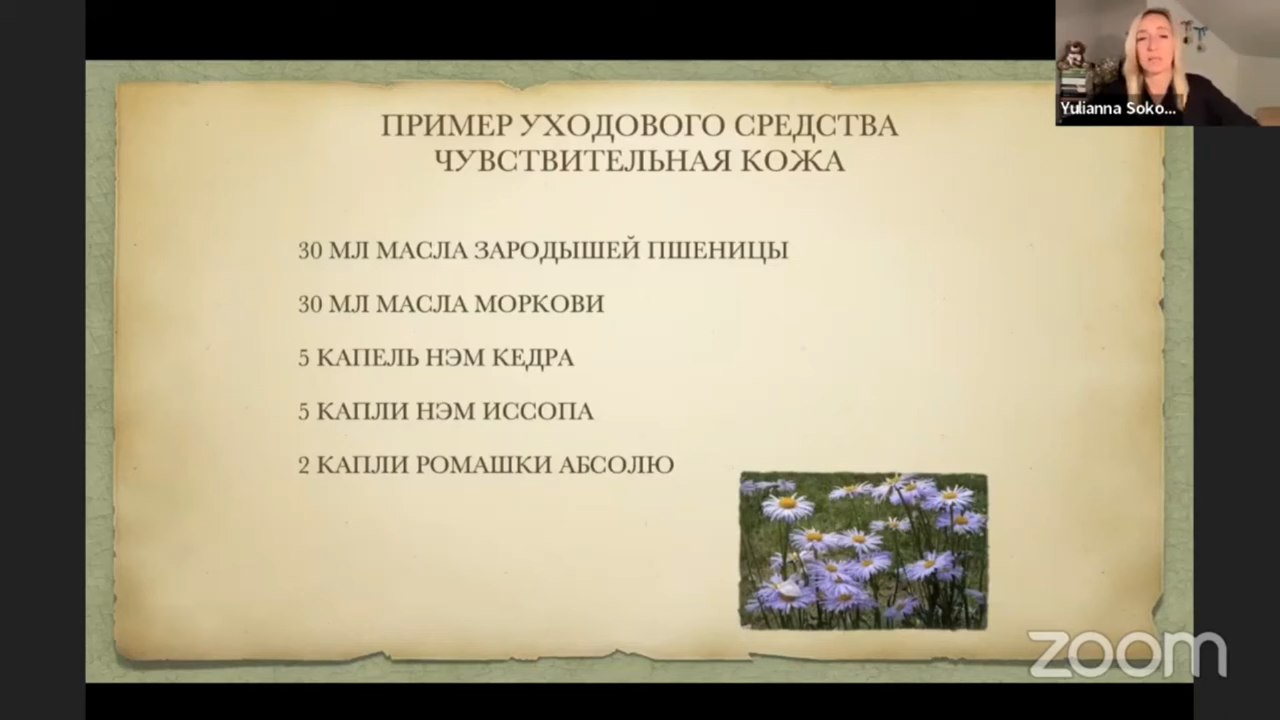 Yulianna Soko...
ПРИМЕР УХОДОВОГО СРЕДСТВА
ЧУВСТВИТЕЛЬНАЯ КОЖА
30 МЛ МАСЛА ЗАРОДЫШЕЙ ПШЕНИЦЫ
30 МЛ МАСЛА МОРКОВИ
5 КАПЕЛЬ НЭМ КЕДРА
5 КАПЛИ НЭМ ИССОПА
2 КАПЛИ РОМАШКИ АБСОЛЮ
zoom